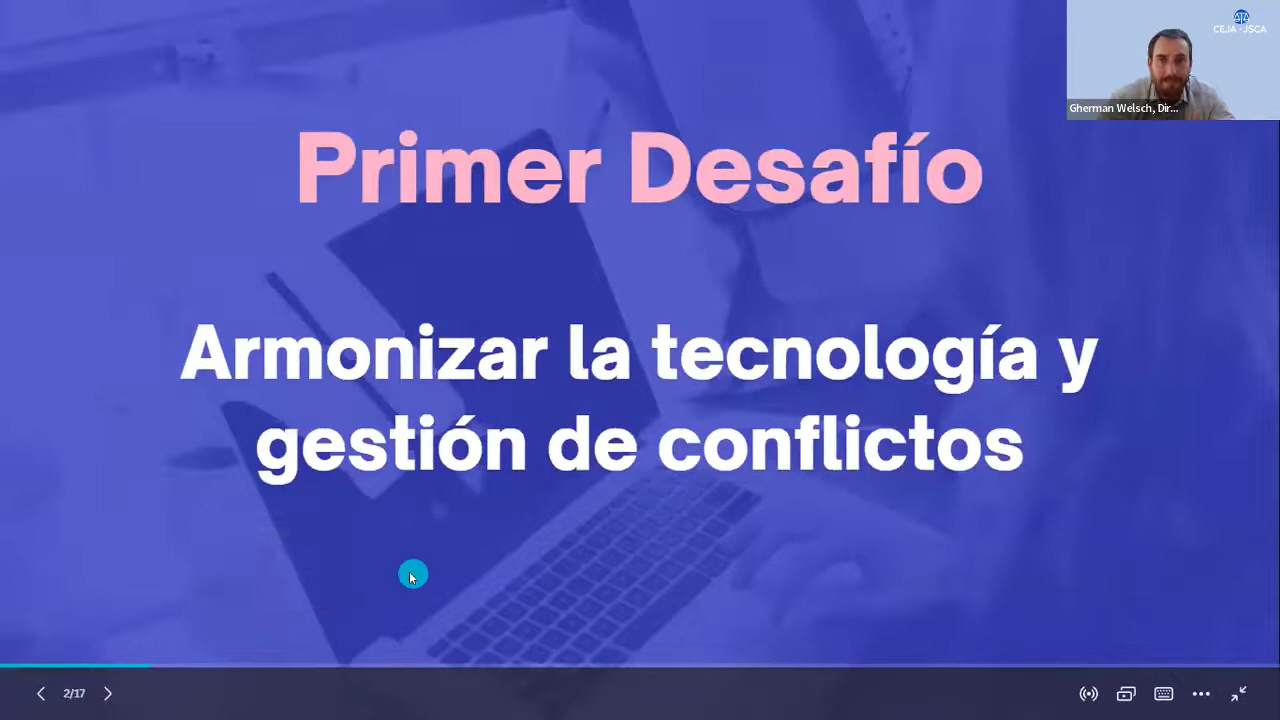 CEJA · JSCA
Gherman Welsch, Dir...
Primer Desafío
Armonizar la tecnología y
gestión de conflictos
2/17